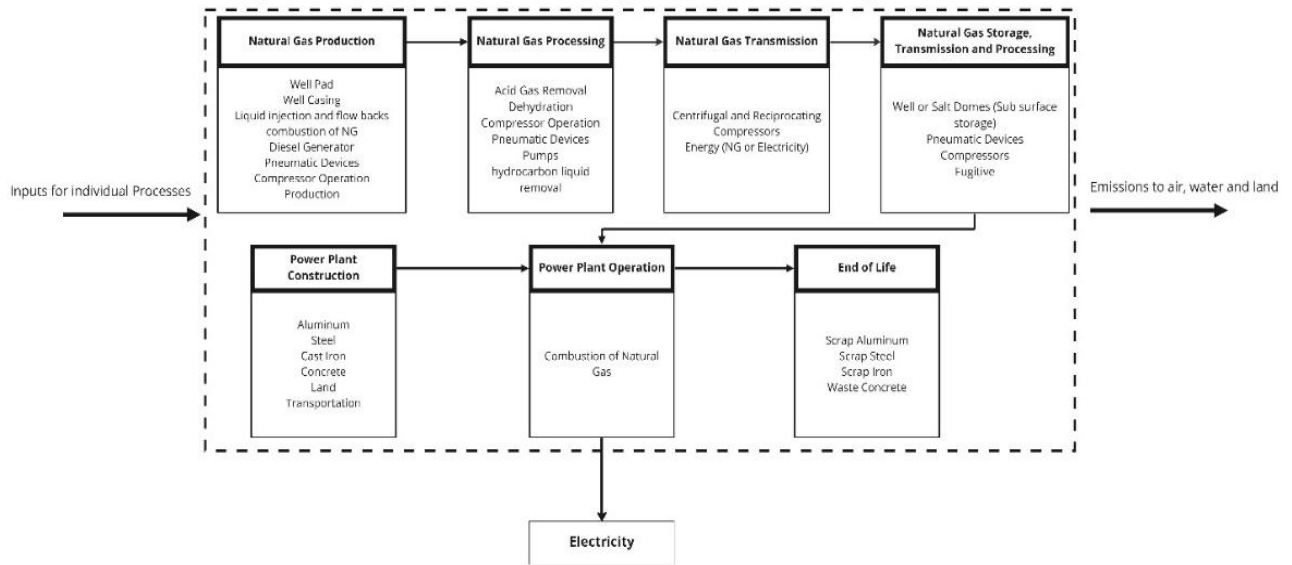 Natural Gas Production
Natural Gas Processing
Natural Gas Transmission
Natural Gas Storage,
Transmission and Processing
Well Pad
Well Casing
Liquid injection and flow backs
combustion of NG
Diesel Generator
Pneumatic Devices
Compressor Operation
Production
Acid Gas Removal
Dehydration
Compressor Operation
Pneumatic Devices
Pumps
hydrocarbon liquid
removal
Centrifugal and Reciprocating
Compressors
Energy (NG or Electricity)
Well or Salt Domes (Sub surface
storage)
Pneumatic Devices
Compressors
Fugitive
Inputs for individual Processes
Emissions to air, water and land
Power Plant
Construction
Power Plant Operation
End of Life
Aluminum
Steel
Cast Iron
Concrete
Land
Transportation
Combustion of Natural
Gas
Scrap Aluminum
Scrap Steel
Scrap Iron
Waste Concrete
Electricity